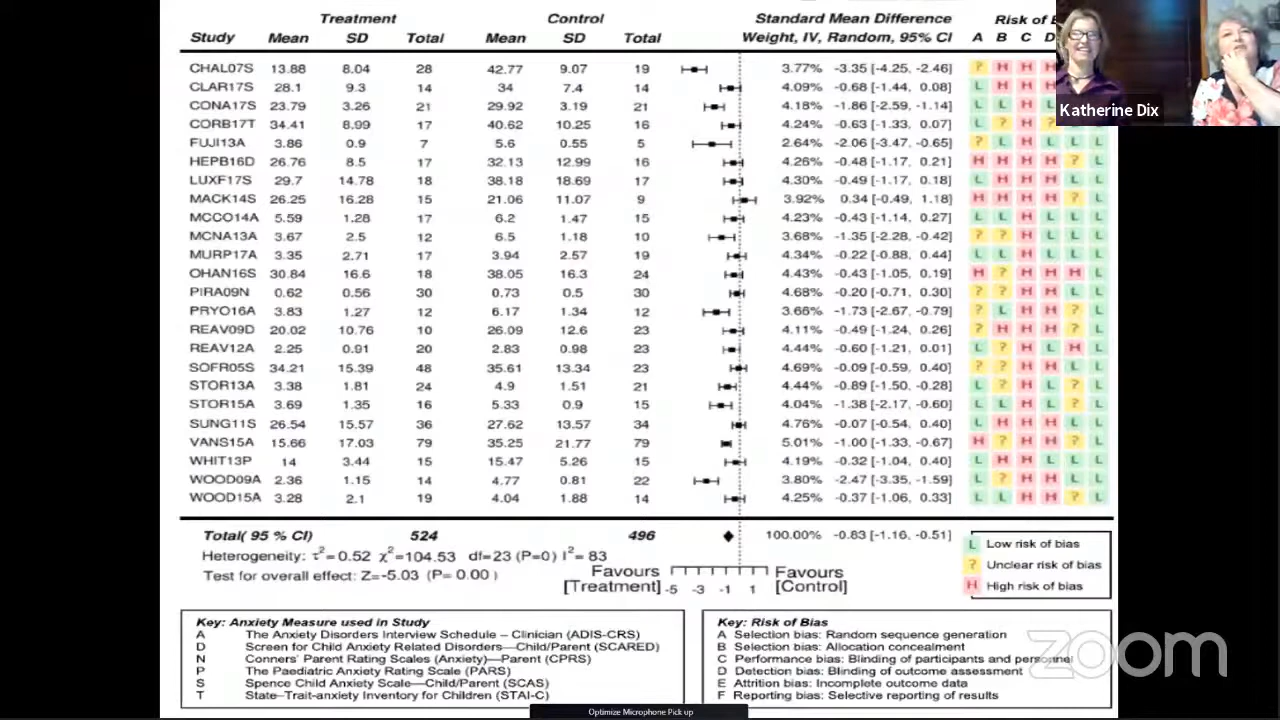 Treatment Control Standard Mean Difference Risk of
Study Mean SD Total Mean SD Total Weight, IV, Random, 95% CI A B C D
CHAL07S 13.88 8.04 28 42.77 9.07 19 3.77% -3.35 [-4.25, -2.46] ? H H H
CLAR17S 28.1 9.3 14 34 7.4 14 4.09% -0.68 [-1.44, 0.08] L H H H
CONA17S 23.79 3.26 21 29.92 3.19 21 4.18% -1.86 [-2.59, -1.14] L L H L
CORB17T 34.41 8.99 17 40.62 10.25 16 4.24% -0.63 [-1.33, 0.07] L ? H ?
FUJI13A 3.86 0.9 7 5.6 0.55 5 2.64% -2.06 [-3.47, -0.65] ? L H L L L
HEPB16D 26.76 8.5 17 32.13 12.99 16 4.26% -0.48 [-1.17, 0.21] H H H H ? L
LUXF17S 29.7 14.78 18 38.18 18.69 17 4.30% -0.49 [-1.17, 0.18] L L H H L L
MACK14S 26.25 16.28 15 21.06 11.07 9 3.92% 0.34 [-0.49, 1.18] H H H H ? L
MCCO14A 5.59 1.28 17 6.2 1.47 15 4.23% -0.43 [-1.14, 0.27] L L H L L L
MCNA13A 3.67 2.5 12 6.5 1.18 10 3.68% -1.35 [-2.28, -0.42] ? ? H H L L
MURP17A 3.35 2.71 17 3.94 2.57 19 4.34% -0.22 [-0.88, 0.44] L L H L L L
OHAN16S 30.84 16.6 18 38.05 16.3 24 4.43% -0.43 [-1.05, 0.19] H ? H H H L
PIRA09N 0.62 0.56 30 0.73 0.5 30 4.68% -0.20 [-0.71, 0.30] ? ? H H L L
PRYO16A 3.83 1.27 12 6.17 1.34 12 3.66% -1.73 [-2.67, -0.79] ? L H H ? L
REAV09D 20.02 10.76 10 26.09 12.6 23 4.11% -0.49 [-1.24, 0.26] ? H H H ? L
REAV12A 2.25 0.91 20 2.83 0.98 23 4.44% -0.60 [-1.21, 0.01] L ? H L H L
SOFR05S 34.21 15.39 48 35.61 13.34 23 4.69% -0.09 [-0.59, 0.40] ? ? H H L L
STOR13A 3.38 1.81 24 4.9 1.51 21 4.44% -0.89 [-1.50, -0.28] L ? H L ? L
STOR15A 3.69 1.35 16 5.33 0.9 15 4.04% -1.38 [-2.17, -0.60] L L H L ? L
SUNG11S 26.54 15.57 36 27.62 13.57 34 4.76% -0.07 [-0.54, 0.40] L H H H L L
VANS15A 15.66 17.03 79 35.25 21.77 79 5.01% -1.00 [-1.33, -0.67] H ? H H ? L
WHIT13P 14 3.44 15 15.47 5.26 15 4.19% -0.32 [-1.04, 0.40] L H H L L L
WOOD09A 2.36 1.15 14 4.77 0.81 22 3.80% -2.47 [-3.35, -1.59] L ? H H L L
WOOD15A 3.28 2.1 19 4.04 1.88 14 4.25% -0.37 [-1.06, 0.33] L L H H ? L
Total( 95 % CI) 524 496 100.00% -0.83 [-1.16, -0.51]
Heterogeneity: τ²=0.52 χ²=104.53 df=23 (P=0) I²= 83
Test for overall effect: Z=-5.03 (P= 0.00 )
Favours [Treatment] -5 -3 -1 1 Favours [Control]
L Low risk of bias
? Unclear risk of bias
H High risk of bias
Key: Anxiety Measure used in Study
A The Anxiety Disorders Interview Schedule – Clinician (ADIS-CRS)
D Screen for Child Anxiety Related Disorders—Child/Parent (SCARED)
N Conners' Parent Rating Scales (Anxiety)—Parent (CPRS)
P The Paediatric Anxiety Rating Scale (PARS)
S Spence Child Anxiety Scale—Child/Parent (SCAS)
T State–Trait-anxiety Inventory for Children (STAI-C)
Key: Risk of Bias
A Selection bias: Random sequence generation
B Selection bias: Allocation concealment
C Performance bias: Blinding of participants and personnel
D Detection bias: Blinding of outcome assessment
E Attrition bias: Incomplete outcome data
F Reporting bias: Selective reporting of results
Katherine Dix
zoom
Optimize Microphone Pick up